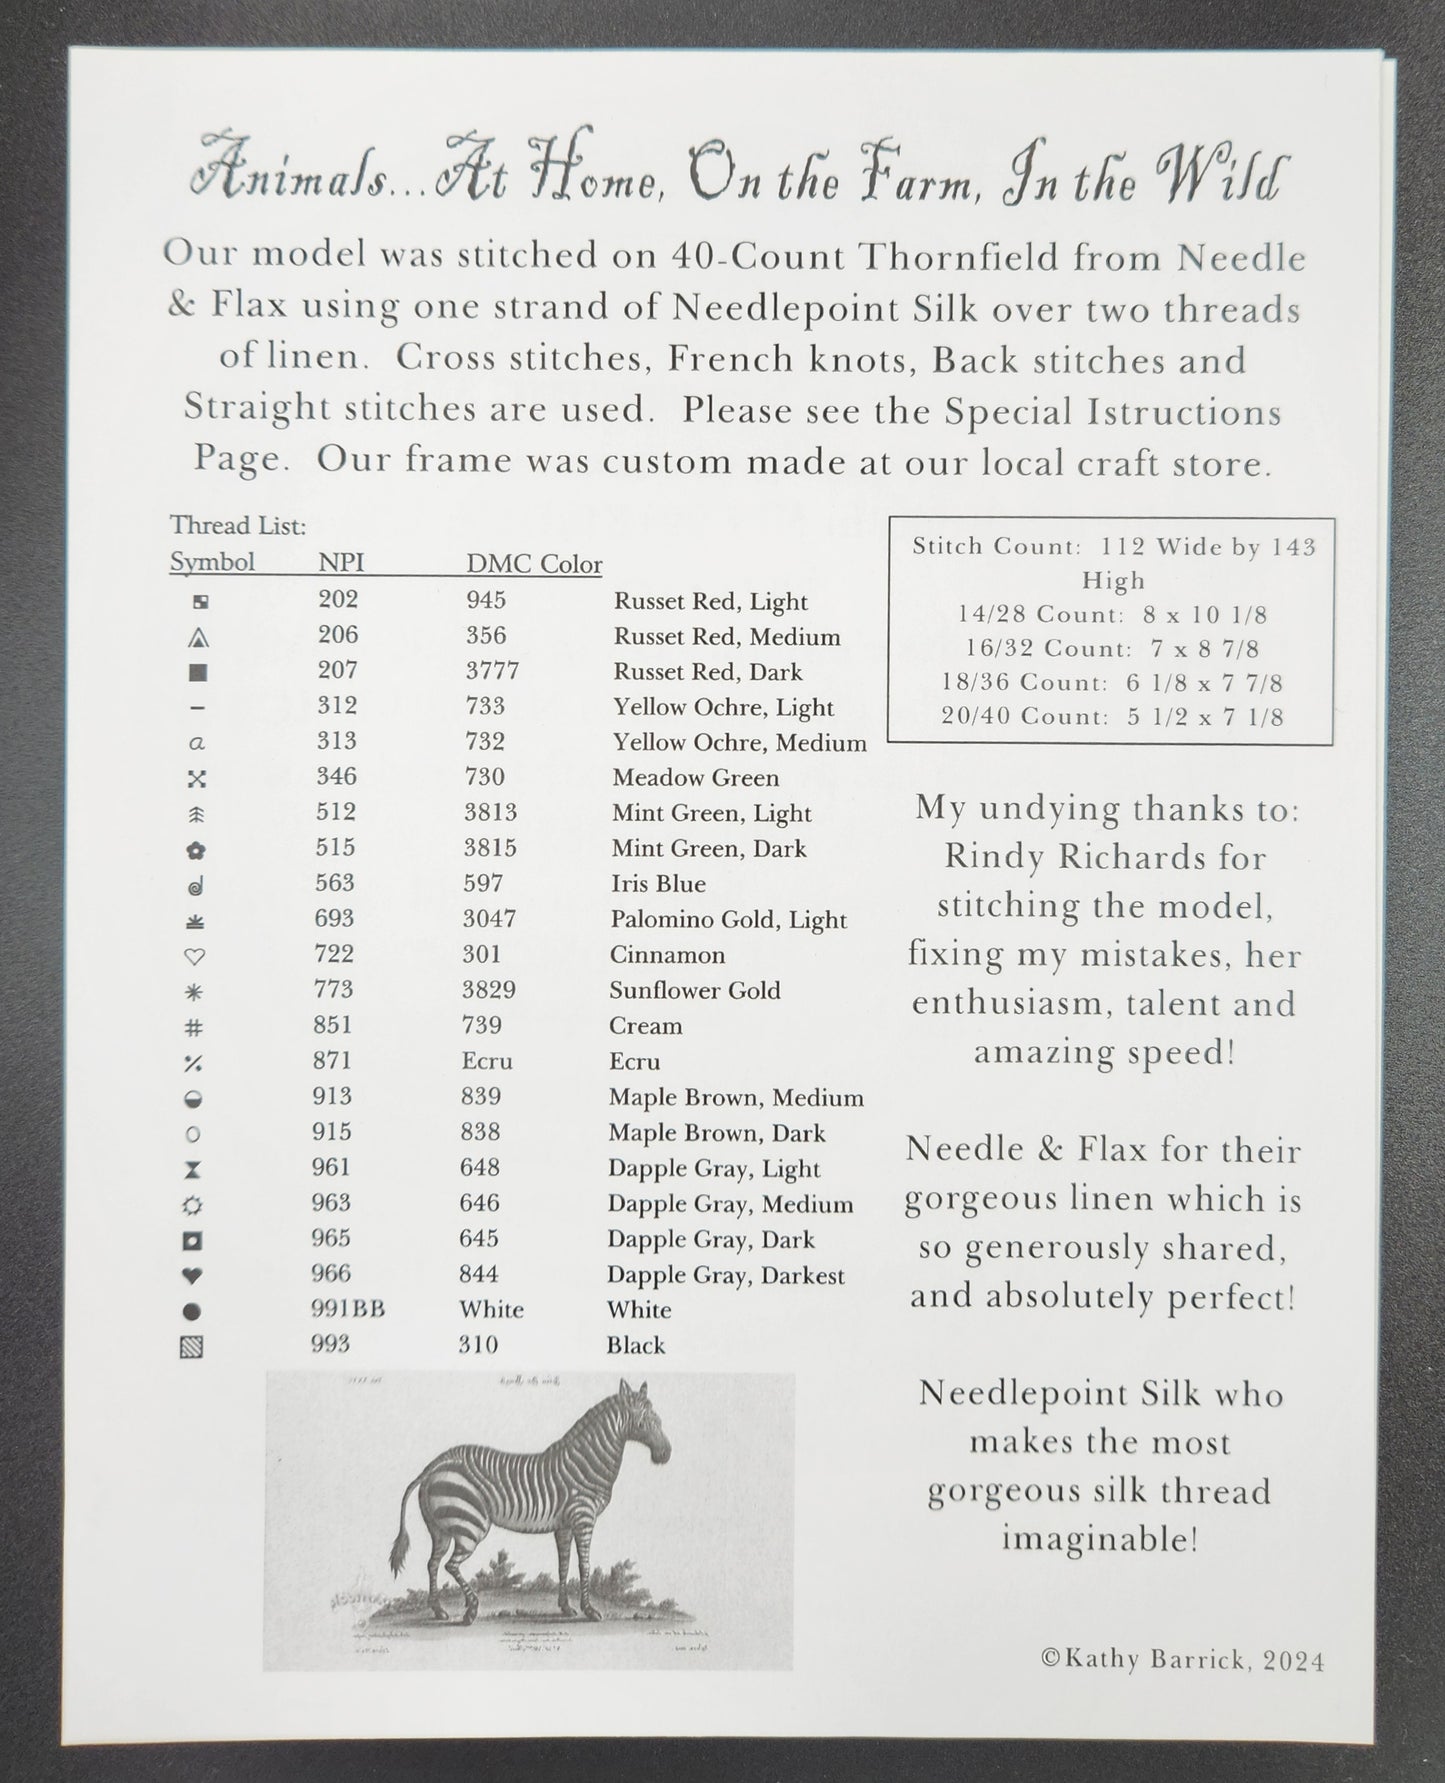 Animals...At Home, On the Farm, In the Wild
Our model was stitched on 40-Count Thornfield from Needle
& Flax using one strand of Needlepoint Silk over two threads
of linen. Cross stitches, French knots, Back stitches and
Straight stitches are used. Please see the Special Istructions
Page. Our frame was custom made at our local craft store.
Thread List:
Symbol NPI DMC Color
202 945 Russet Red, Light
206 356 Russet Red, Medium
207 3777 Russet Red, Dark
– 312 733 Yellow Ochre, Light
a 313 732 Yellow Ochre, Medium
346 730 Meadow Green
512 3813 Mint Green, Light
515 3815 Mint Green, Dark
563 597 Iris Blue
693 3047 Palomino Gold, Light
♡ 722 301 Cinnamon
773 3829 Sunflower Gold
# 851 739 Cream
871 Ecru Ecru
913 839 Maple Brown, Medium
915 838 Maple Brown, Dark
961 648 Dapple Gray, Light
963 646 Dapple Gray, Medium
965 645 Dapple Gray, Dark
♥ 966 844 Dapple Gray, Darkest
● 991BB White White
993 310 Black
Stitch Count: 112 Wide by 143
High
14/28 Count: 8 x 10 1/8
16/32 Count: 7 x 8 7/8
18/36 Count: 6 1/8 x 7 7/8
20/40 Count: 5 1/2 x 7 1/8
My undying thanks to:
Rindy Richards for
stitching the model,
fixing my mistakes, her
enthusiasm, talent and
amazing speed!
Needle & Flax for their
gorgeous linen which is
so generously shared,
and absolutely perfect!
Needlepoint Silk who
makes the most
gorgeous silk thread
imaginable!
©Kathy Barrick, 2024